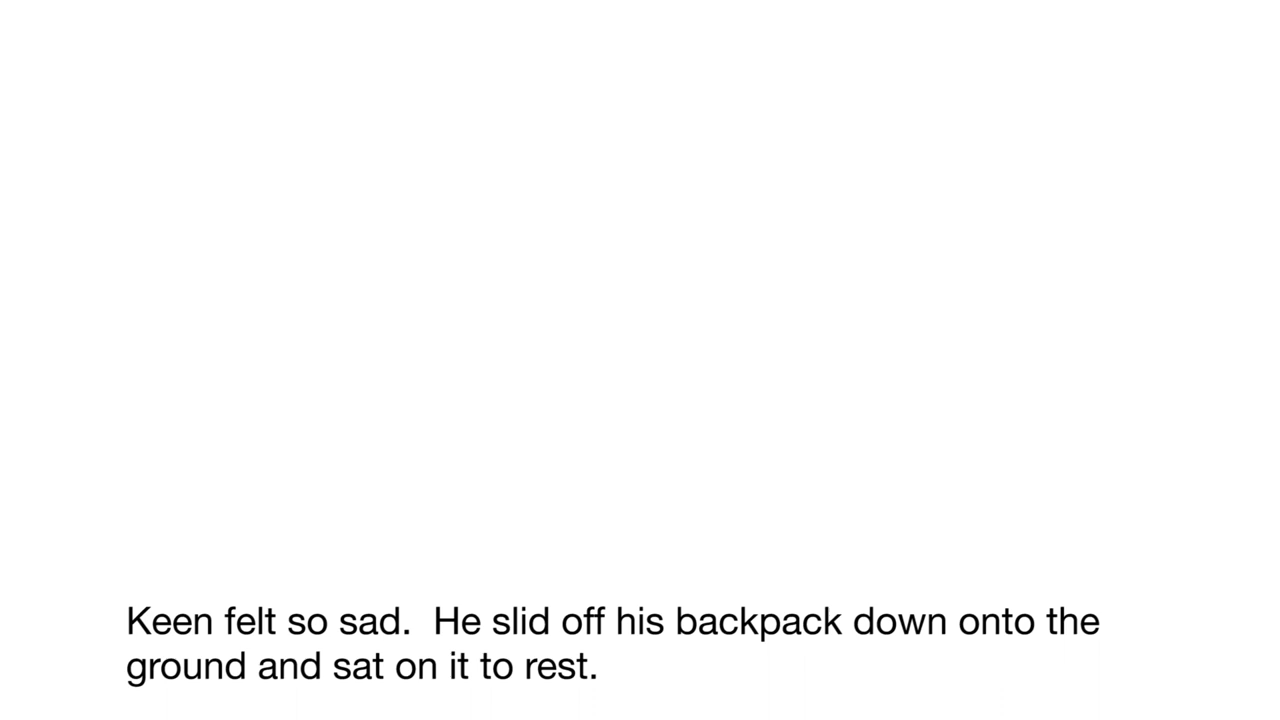 Keen felt so sad.  He slid off his backpack down onto the
ground and sat on it to rest.